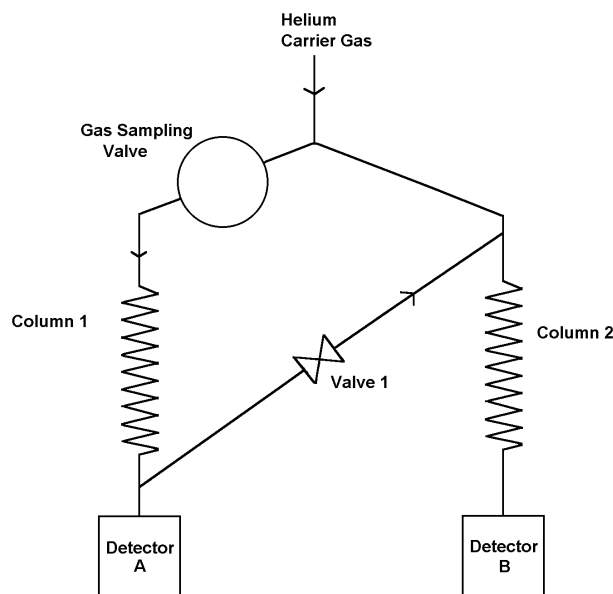 Helium
Carrier Gas
Gas Sampling
Valve
Column 1
Column 2
Valve 1
Detector
A
Detector
B